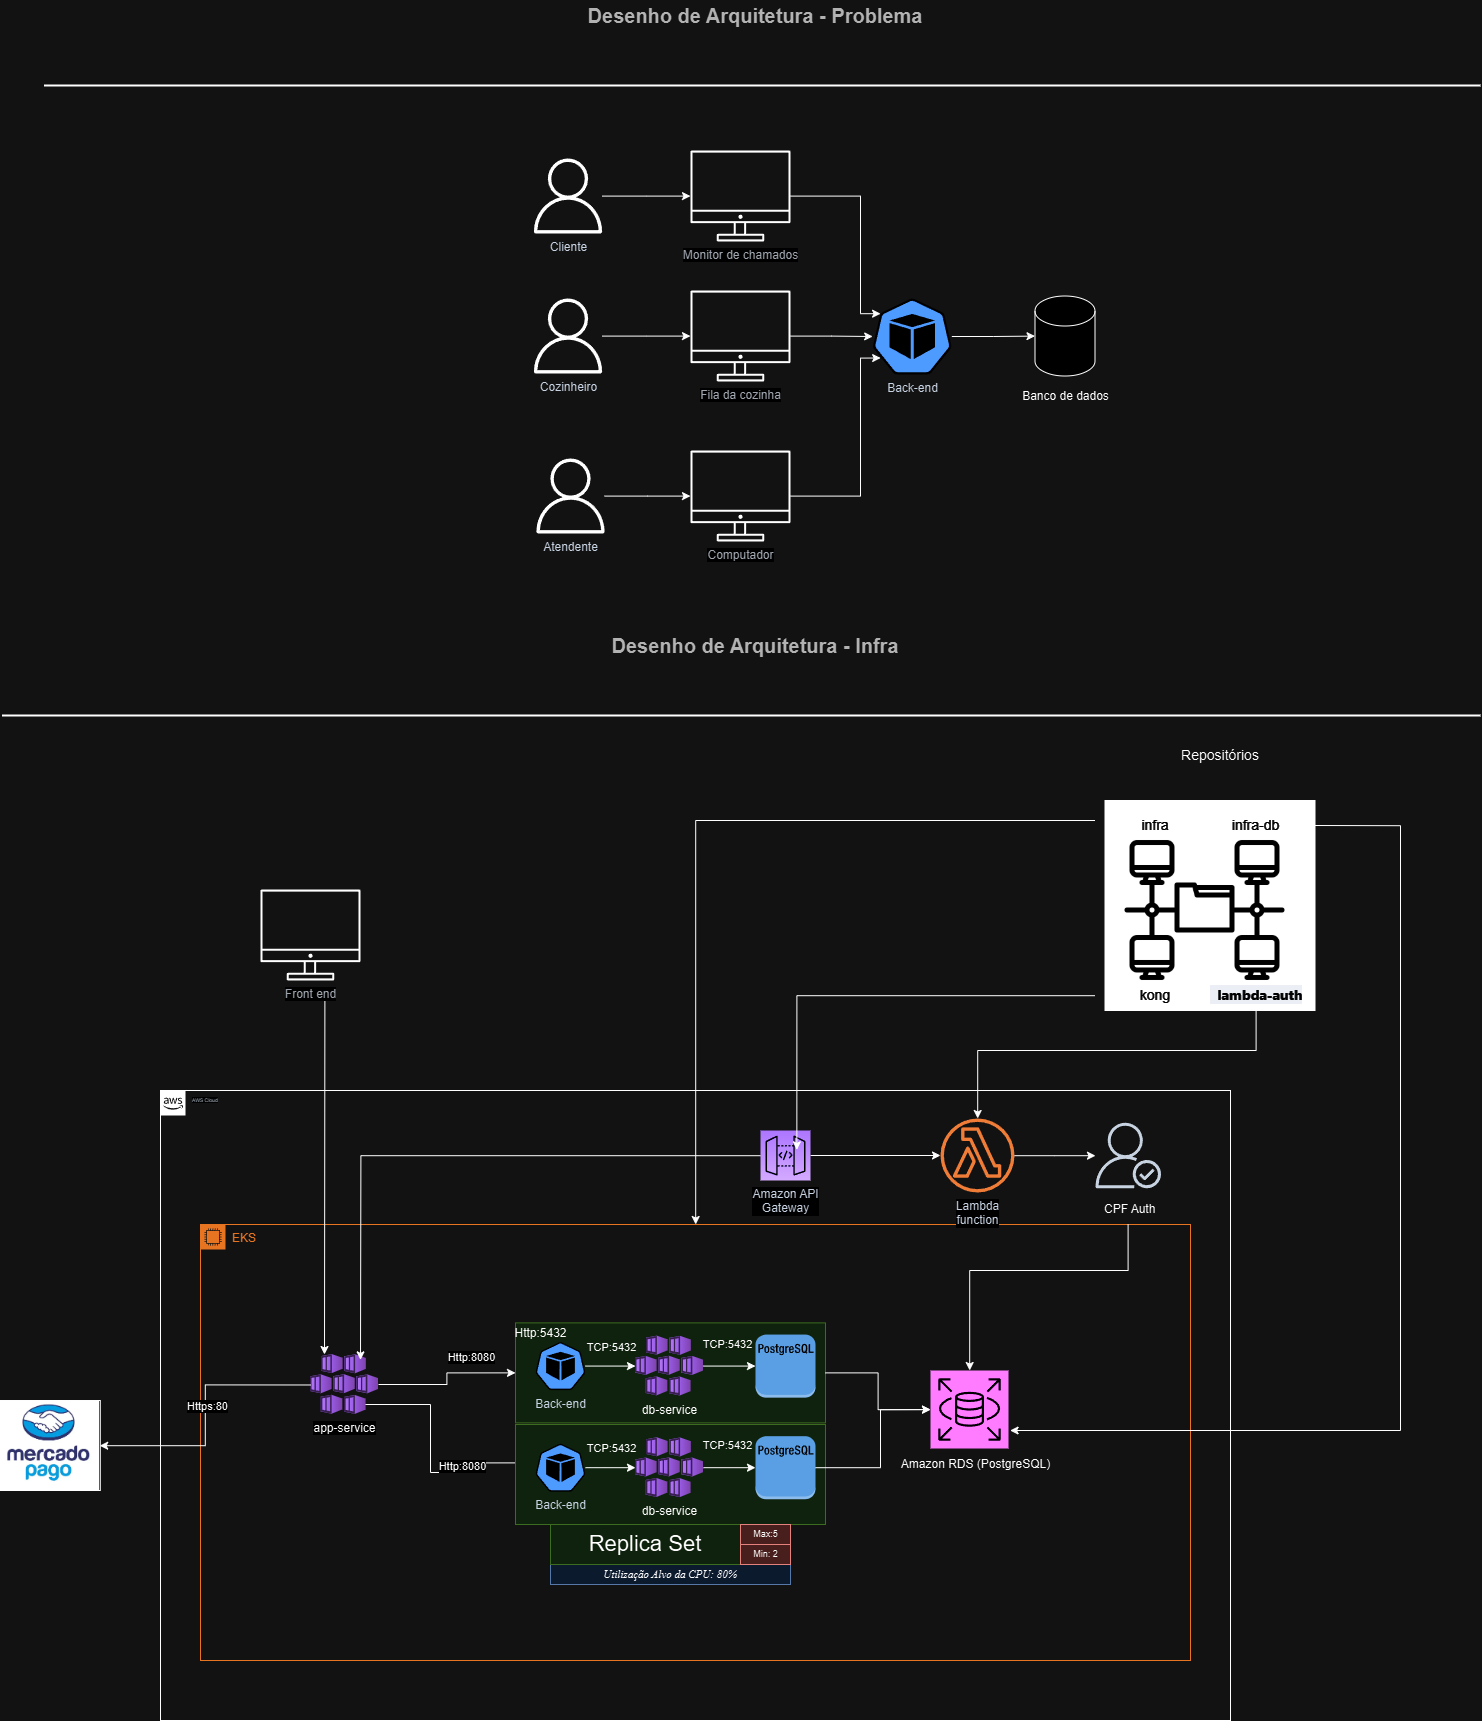 Desenho de Arquitetura - Problema
Cliente
Monitor de chamados
Cozinheiro
Fila da cozinha
Back-end
Banco de dados
Atendente
Computador
Desenho de Arquitetura - Infra
Repositórios
infra
infra-db
kong
lambda-auth
Front end
aws
AWS Cloud
Amazon API
Gateway
Lambda
function
CPF Auth
EKS
Http:5432
TCP:5432
TCP:5432
PostgreSQL
Http:8080
Back-end
db-service
Https:80
app-service
mercado
pago
Http:8080
TCP:5432
TCP:5432
PostgreSQL
Back-end
db-service
Amazon RDS (PostgreSQL)
Replica Set
Max:5
Min: 2
Utilização Alvo da CPU: 80%